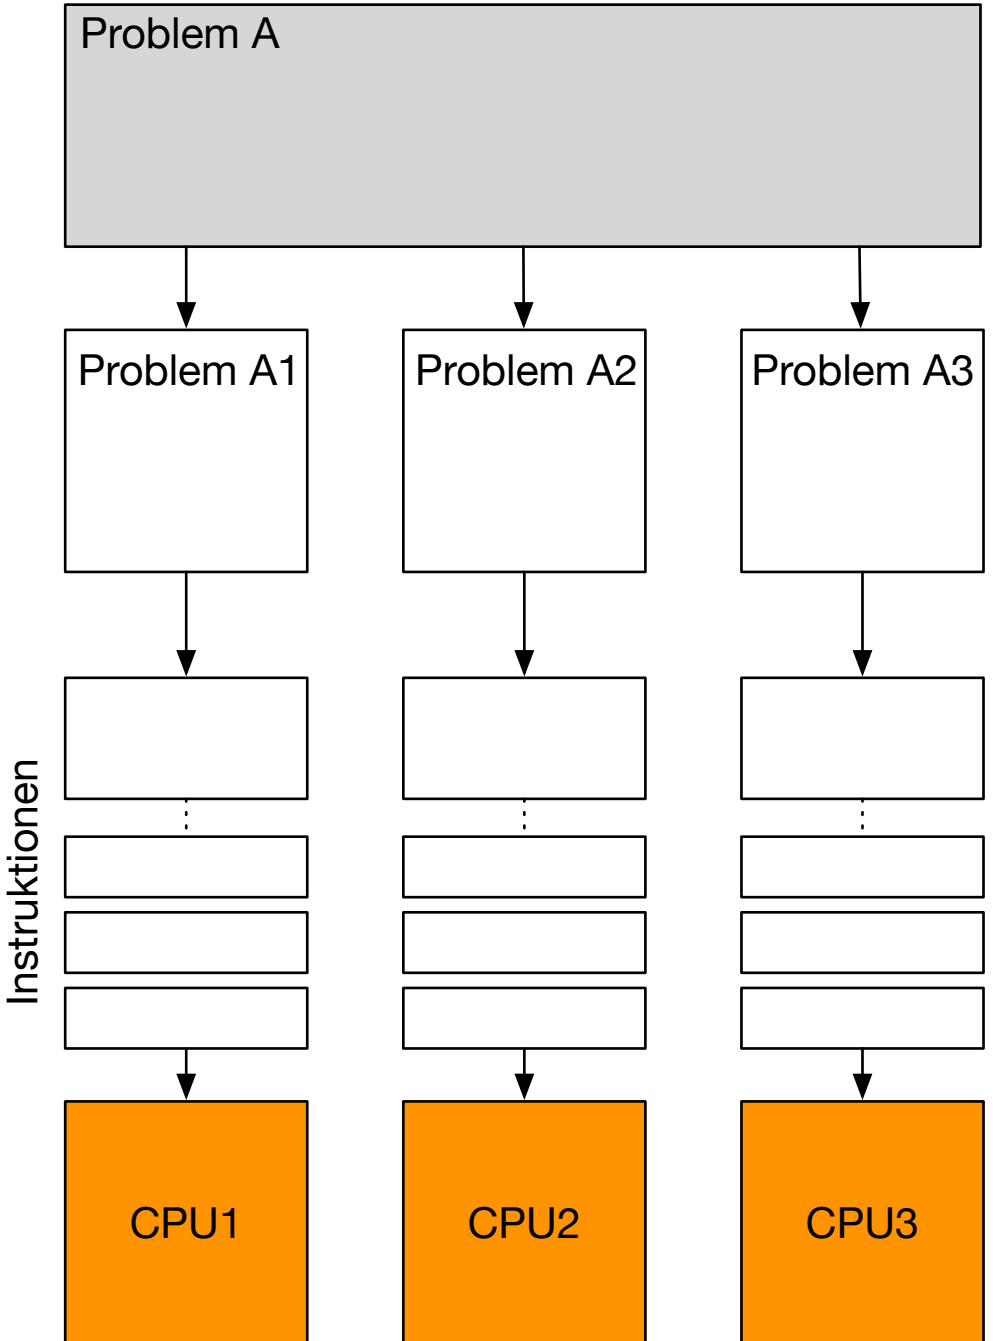 Problem A
Problem A1
Problem A2
Problem A3
Instruktionen
CPU1
CPU2
CPU3